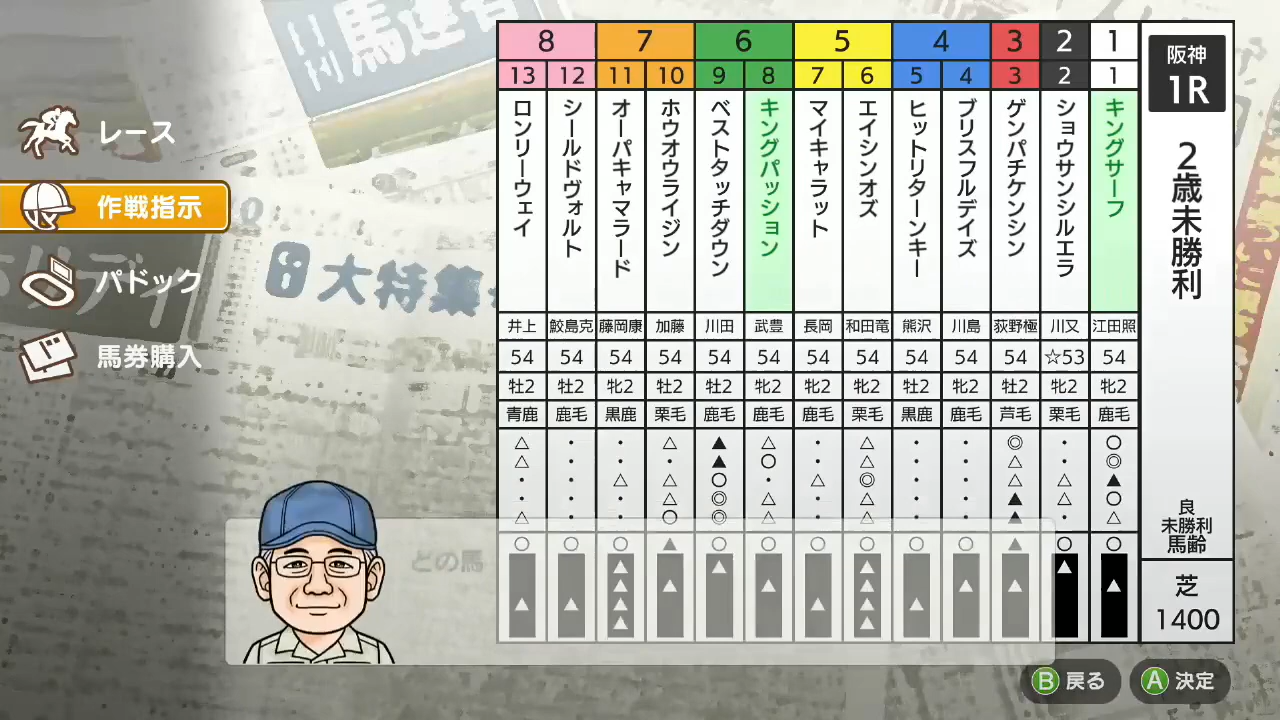 レース
作戦指示
パドック
馬券購入
大特集
どの馬
阪神
1R
2歳未勝利
良
未勝利
馬齢
芝
1400
8 7 6 5 4 3 2 1
13 12 11 10 9 8 7 6 5 4 3 2 1
ロンリーウェイ
シールドヴォルト
オーパキャマラード
ホウオウライジン
ベストタッチダウン
キングパッション
マイキャラット
エイシンオズ
ヒットリターンキー
ブリスフルデイズ
ゲンパチケンシン
ショウサンシルエラ
キングサーフ
井上 鮫島克 藤岡康 加藤 川田 武豊 長岡 和田竜 熊沢 川島 荻野極 川又 江田照
54 54 54 54 54 54 54 54 54 54 54 ☆53 54
牡2 牡2 牝2 牡2 牡2 牝2 牝2 牝2 牡2 牝2 牡2 牝2 牝2
青鹿 鹿毛 黒鹿 栗毛 鹿毛 鹿毛 鹿毛 栗毛 黒鹿 鹿毛 芦毛 栗毛 鹿毛
△ ・ ・ △ ▲ △ ・ △ ・ ・ ◎ ・ ○
△ ・ ・ ・ ▲ ○ ・ △ ・ ・ △ ・ ◎
・ ・ △ △ ○ ・ △ ◎ ・ ・ △ △ ▲
・ ・ ・ △ ◎ △ ・ △ ・ ・ ▲ △ ○
△ ・ ・ ○ ◎ △ ・ △ ・ ・ ▲ ・ △
○ ○ ○ ▲ ○ ○ ○ ○ ○ ○ ▲ ○ ○
B 戻る
A 決定